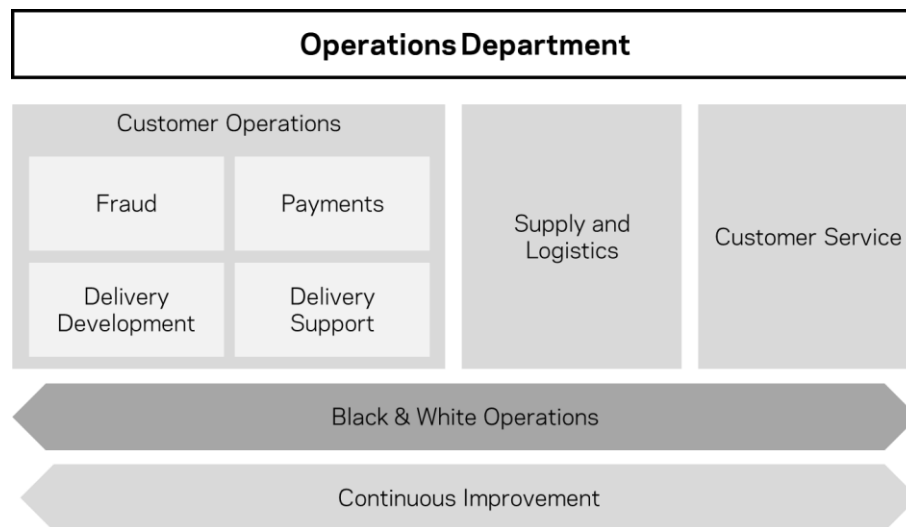 Operations Department
Customer Operations
Fraud
Payments
Delivery
Development
Delivery
Support
Supply and
Logistics
Customer Service
Black & White Operations
Continuous Improvement